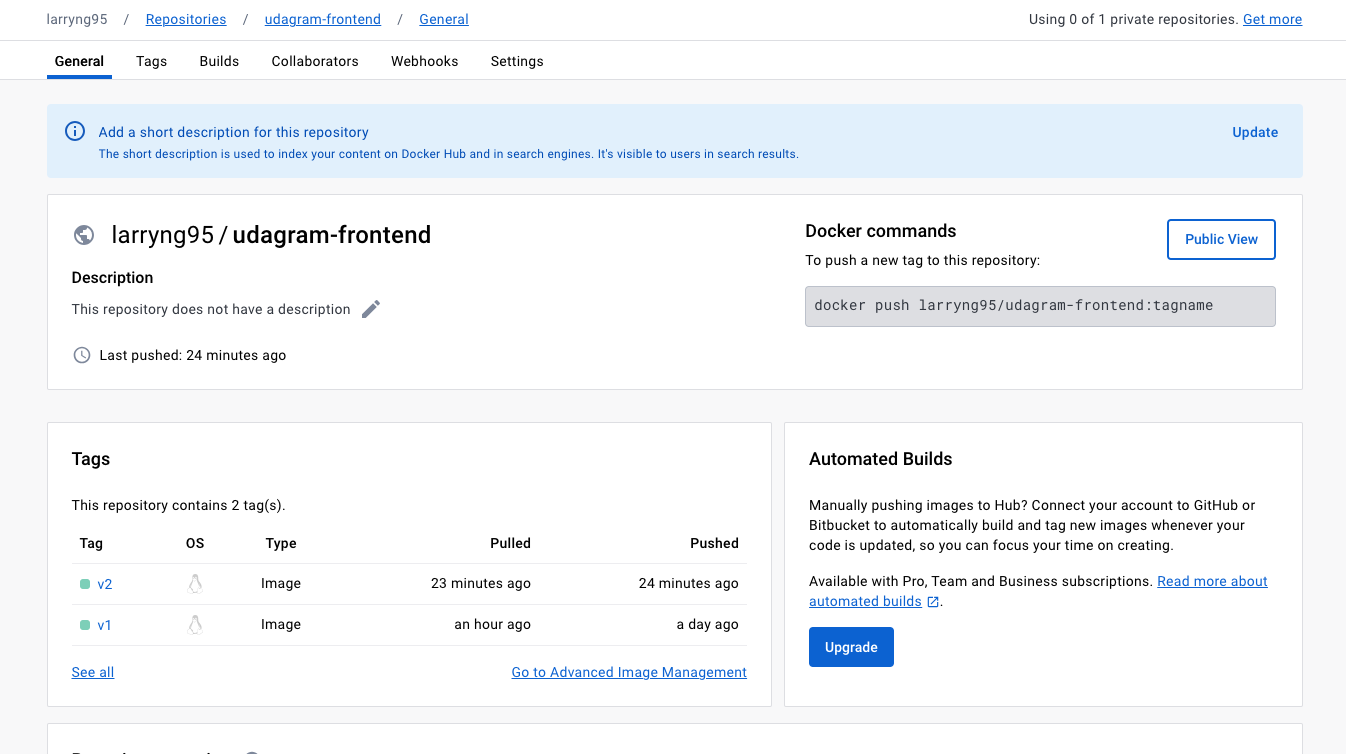 larryng95 / Repositories / udagram-frontend / General
Using 0 of 1 private repositories. Get more
General Tags Builds Collaborators Webhooks Settings
Add a short description for this repository
Update
The short description is used to index your content on Docker Hub and in search engines. It's visible to users in search results.
larryng95 / udagram-frontend
Description
This repository does not have a description
Last pushed: 24 minutes ago
Docker commands
Public View
To push a new tag to this repository:
docker push larryng95/udagram-frontend:tagname
Tags
This repository contains 2 tag(s).
Tag OS Type Pulled Pushed
v2 Image 23 minutes ago 24 minutes ago
v1 Image an hour ago a day ago
See all Go to Advanced Image Management
Automated Builds
Manually pushing images to Hub? Connect your account to GitHub or
Bitbucket to automatically build and tag new images whenever your
code is updated, so you can focus your time on creating.
Available with Pro, Team and Business subscriptions. Read more about
automated builds .
Upgrade